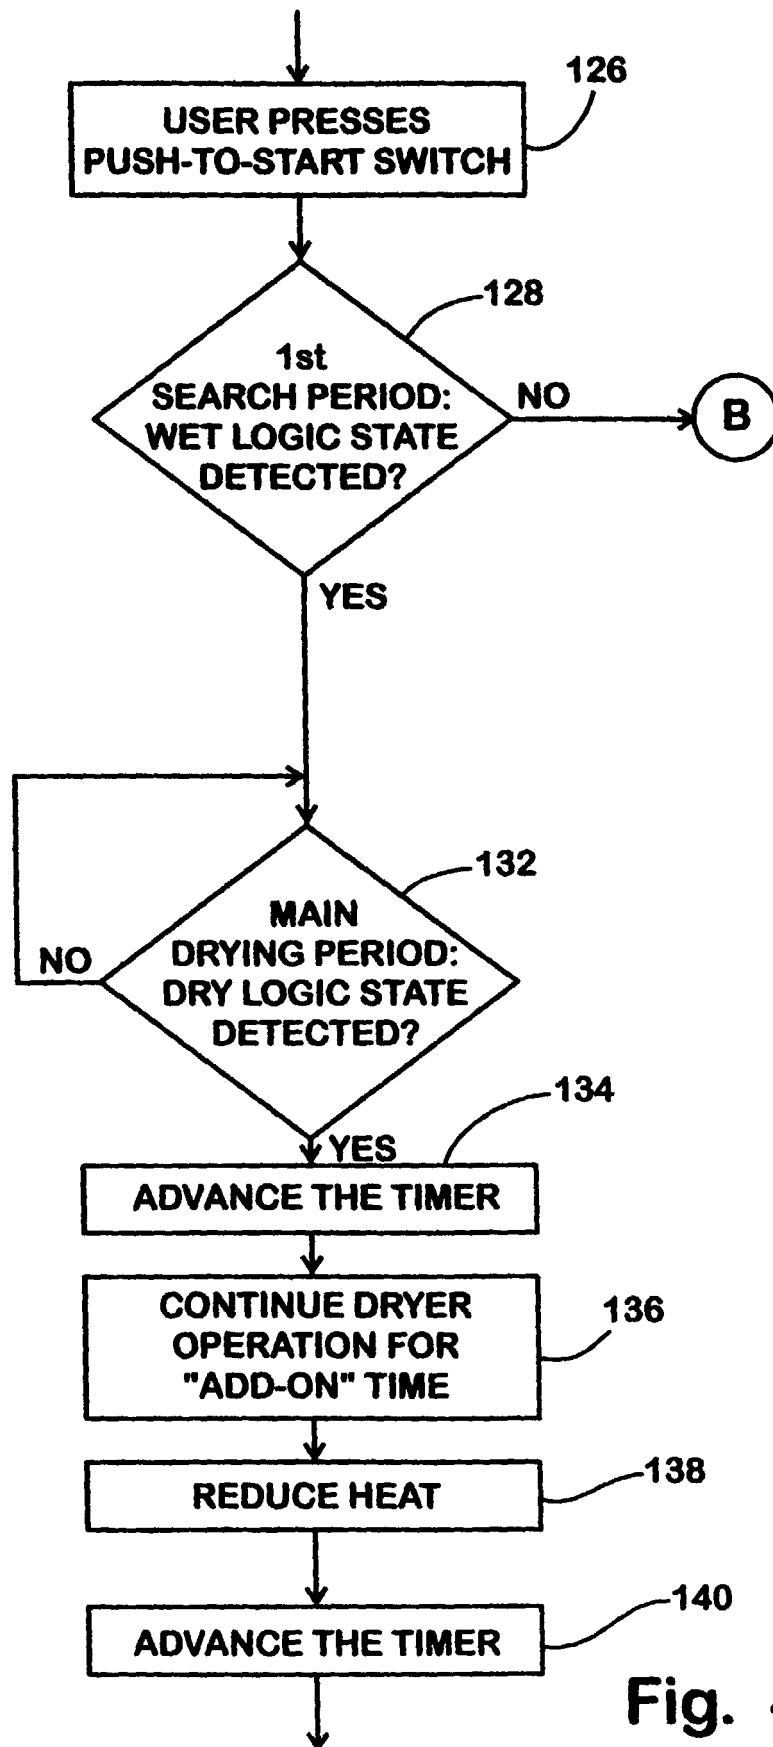 126
USER PRESSES
PUSH-TO-START SWITCH
128
1st
SEARCH PERIOD:
WET LOGIC STATE
DETECTED?
NO
B
YES
132
MAIN
DRYING PERIOD:
DRY LOGIC STATE
DETECTED?
NO
134
YES
ADVANCE THE TIMER
CONTINUE DRYER
OPERATION FOR
"ADD-ON" TIME
136
REDUCE HEAT
138
140
ADVANCE THE TIMER
Fig.